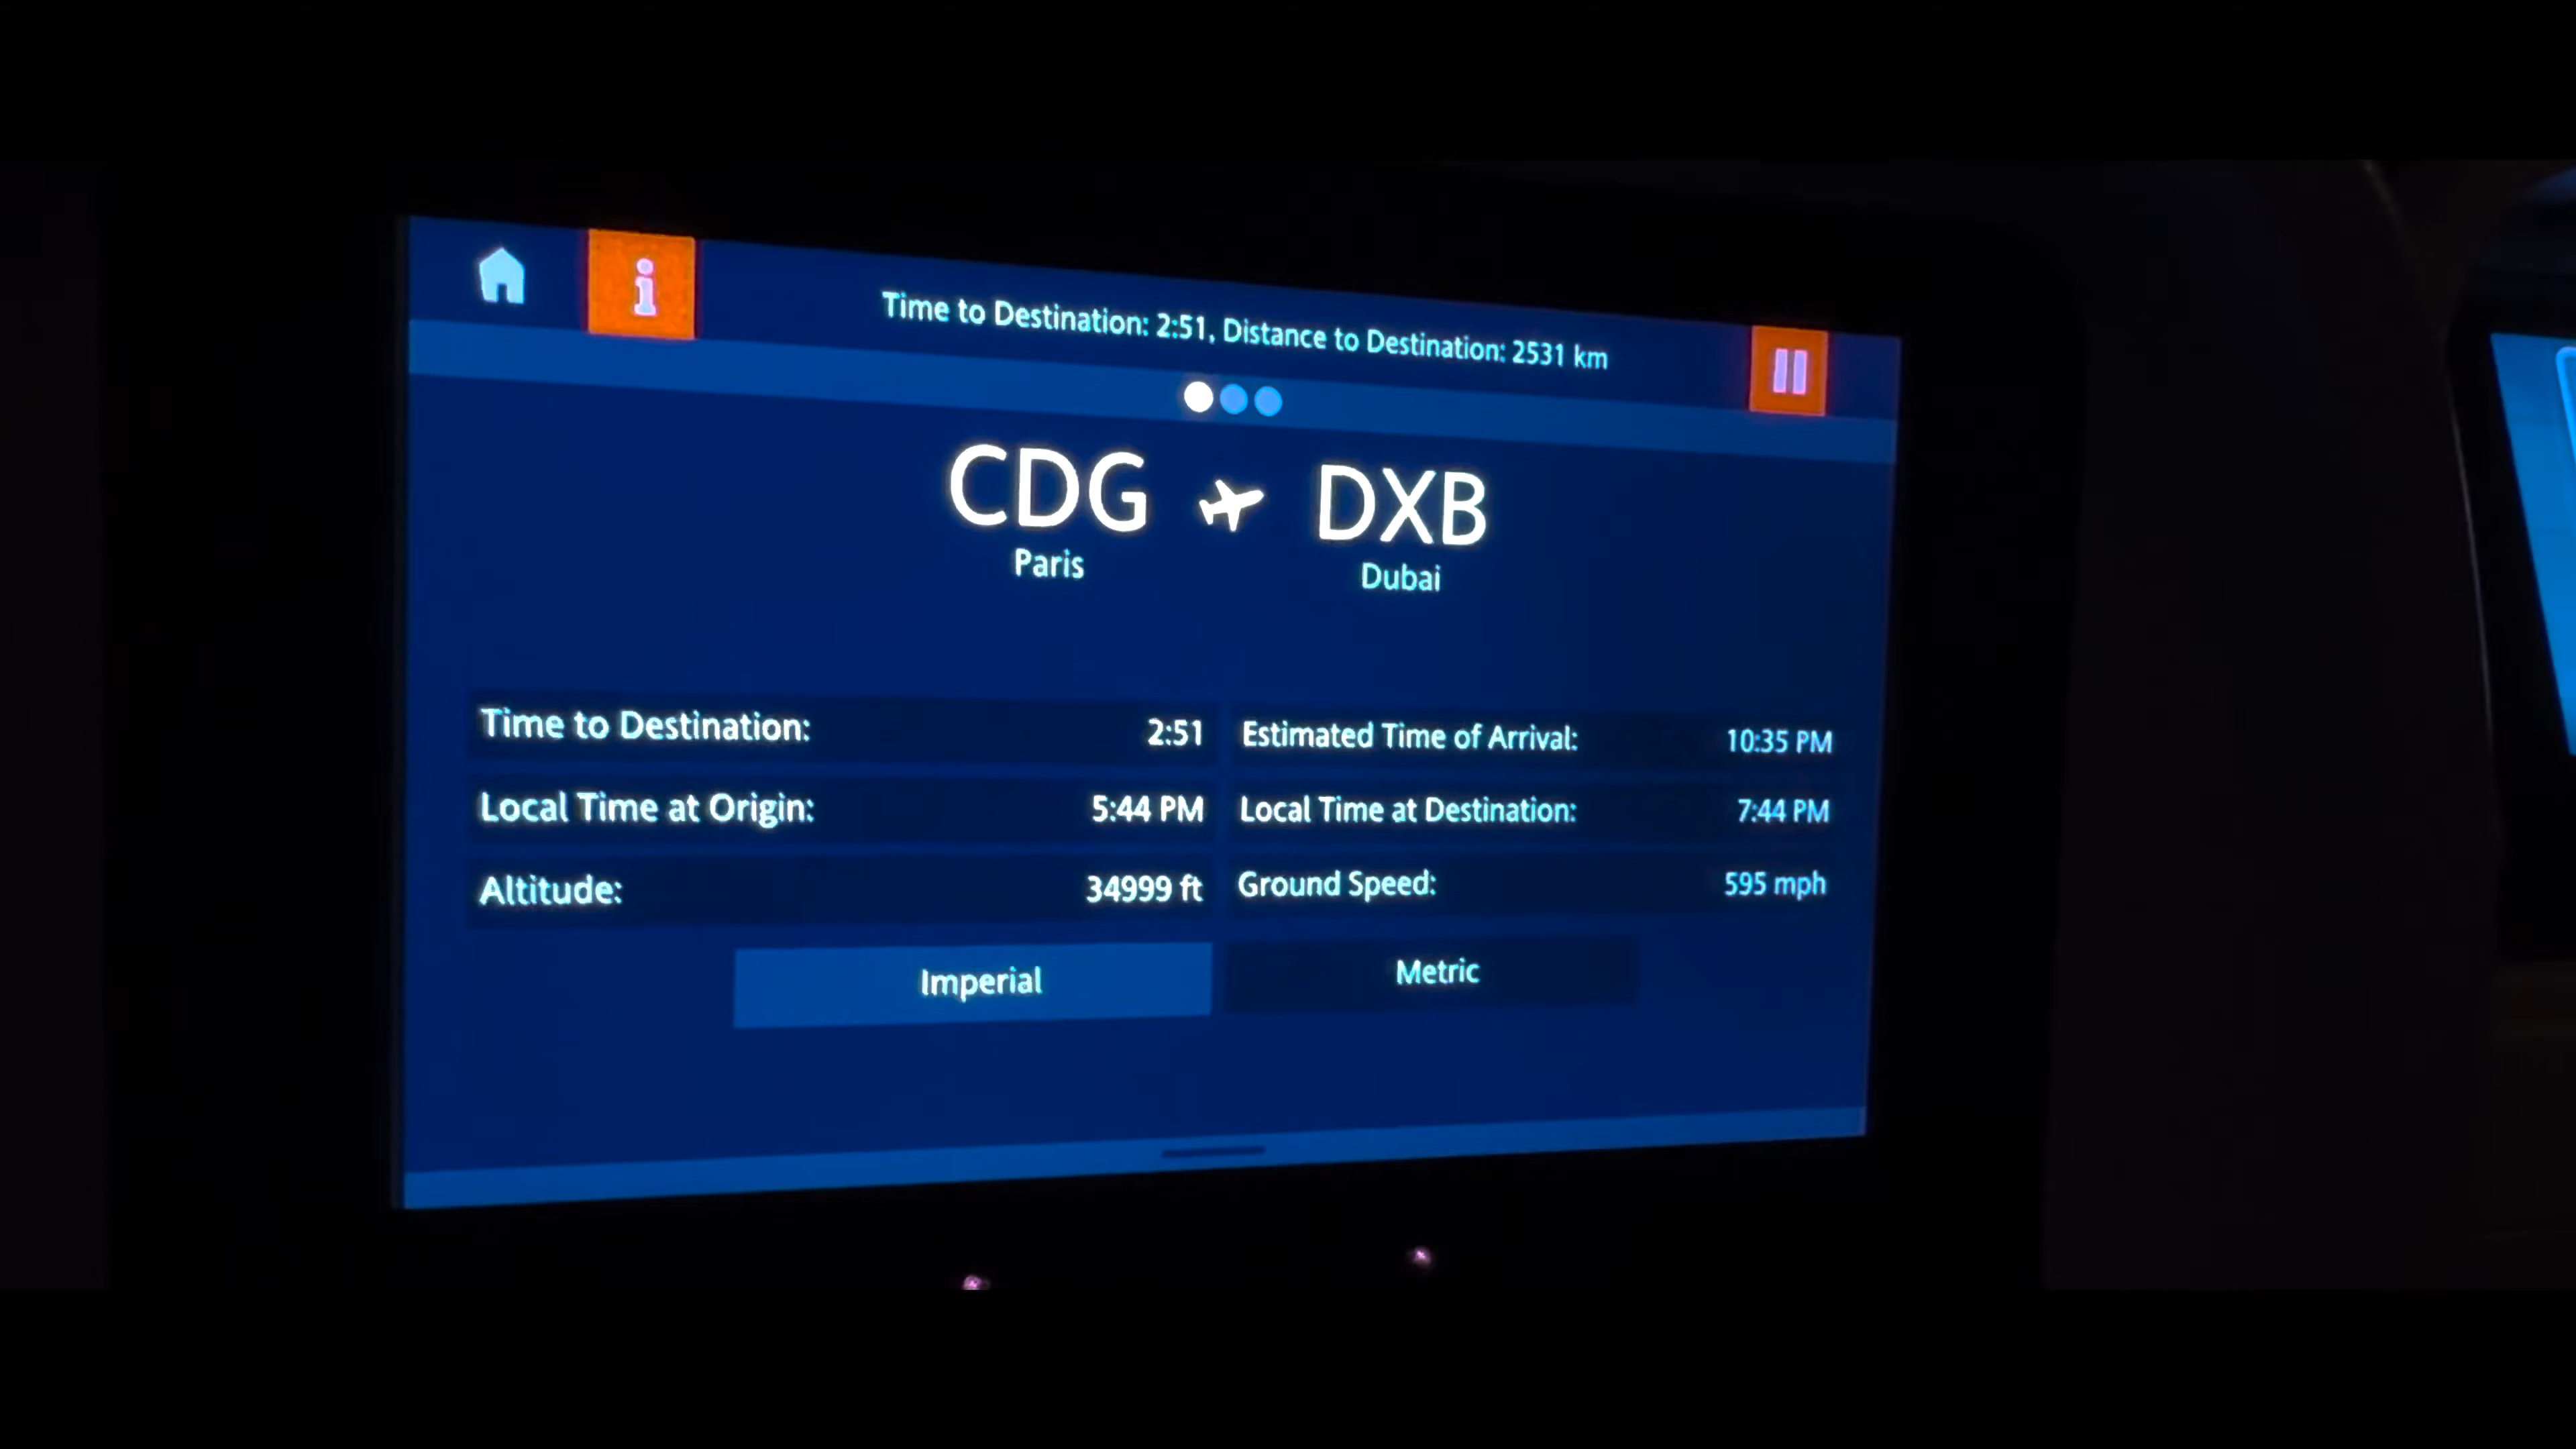 i
Time to Destination: 2:51, Distance to Destination: 2531 km
CDG DXB
Paris Dubai
Time to Destination: 2:51 Estimated Time of Arrival: 10:35 PM
Local Time at Origin: 5:44 PM Local Time at Destination: 7:44 PM
Altitude: 34999 ft Ground Speed: 595 mph
Imperial Metric